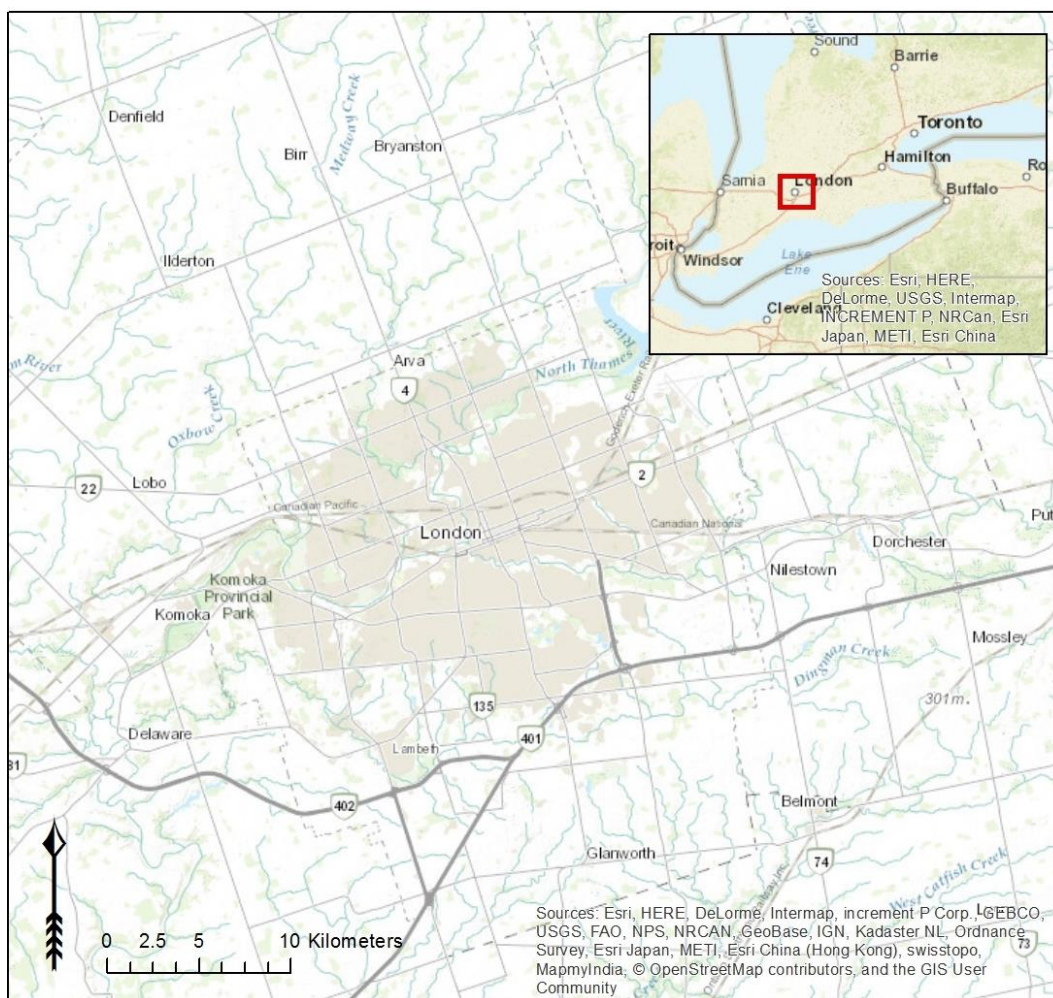 Sound
Barrie
Toronto
Hamilton
Sarnia
London
Buffalo
Windsor
Lake
Erie
Cleveland
Sources: Esri, HERE,
DeLorme, USGS, Intermap,
INCREMENT P, NRCan, Esri
Japan, METI, Esri China
Denfield
Birr
Medway Creek
Bryanston
Ilderton
Arva
4
North Thames River
Oxbow Creek
22
Lobo
2
Canadian Pacific
London
Canadian National
Dorchester
Nilestown
Komoka
Provincial
Park
Komoka
Mossley
Dingman Creek
301m.
135
401
Delaware
Lambeth
402
Belmont
Glanworth
74
West Catfish Creek
73
0 2.5 5 10 Kilometers
Sources: Esri, HERE, DeLorme, Intermap, increment P Corp., GEBCO,
USGS, FAO, NPS, NRCAN, GeoBase, IGN, Kadaster NL, Ordnance
Survey, Esri Japan, METI, Esri China (Hong Kong), swisstopo,
MapmyIndia, © OpenStreetMap contributors, and the GIS User
Community